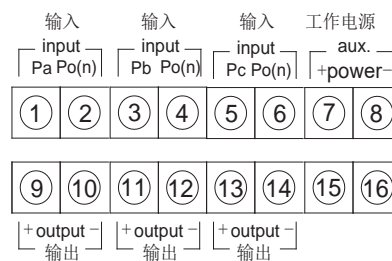 输入 输入 输入 工作电源
input input input aux.
Pa Po(n) Pb Po(n) Pc Po(n) +power−
1 2 3 4 5 6 7 8
9 10 11 12 13 14 15 16
+ output − + output − + output −
输出 输出 输出